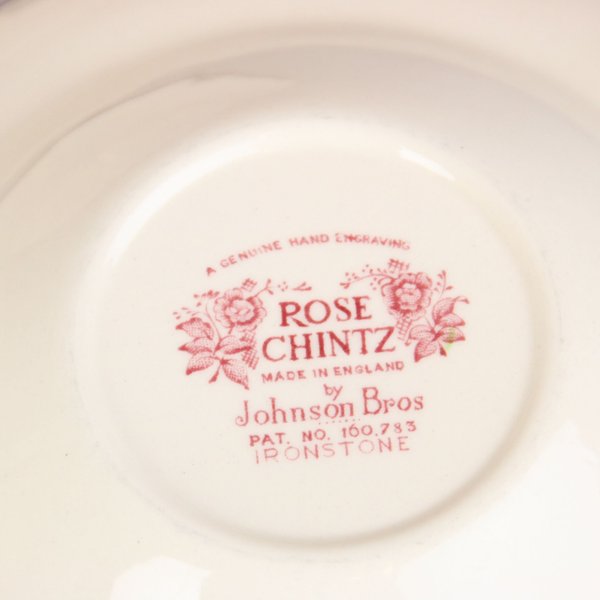 A GENUINE HAND ENGRAVING
ROSE
CHINTZ
MADE IN ENGLAND
by
Johnson Bros
PAT. NO. 160,783
IRONSTONE